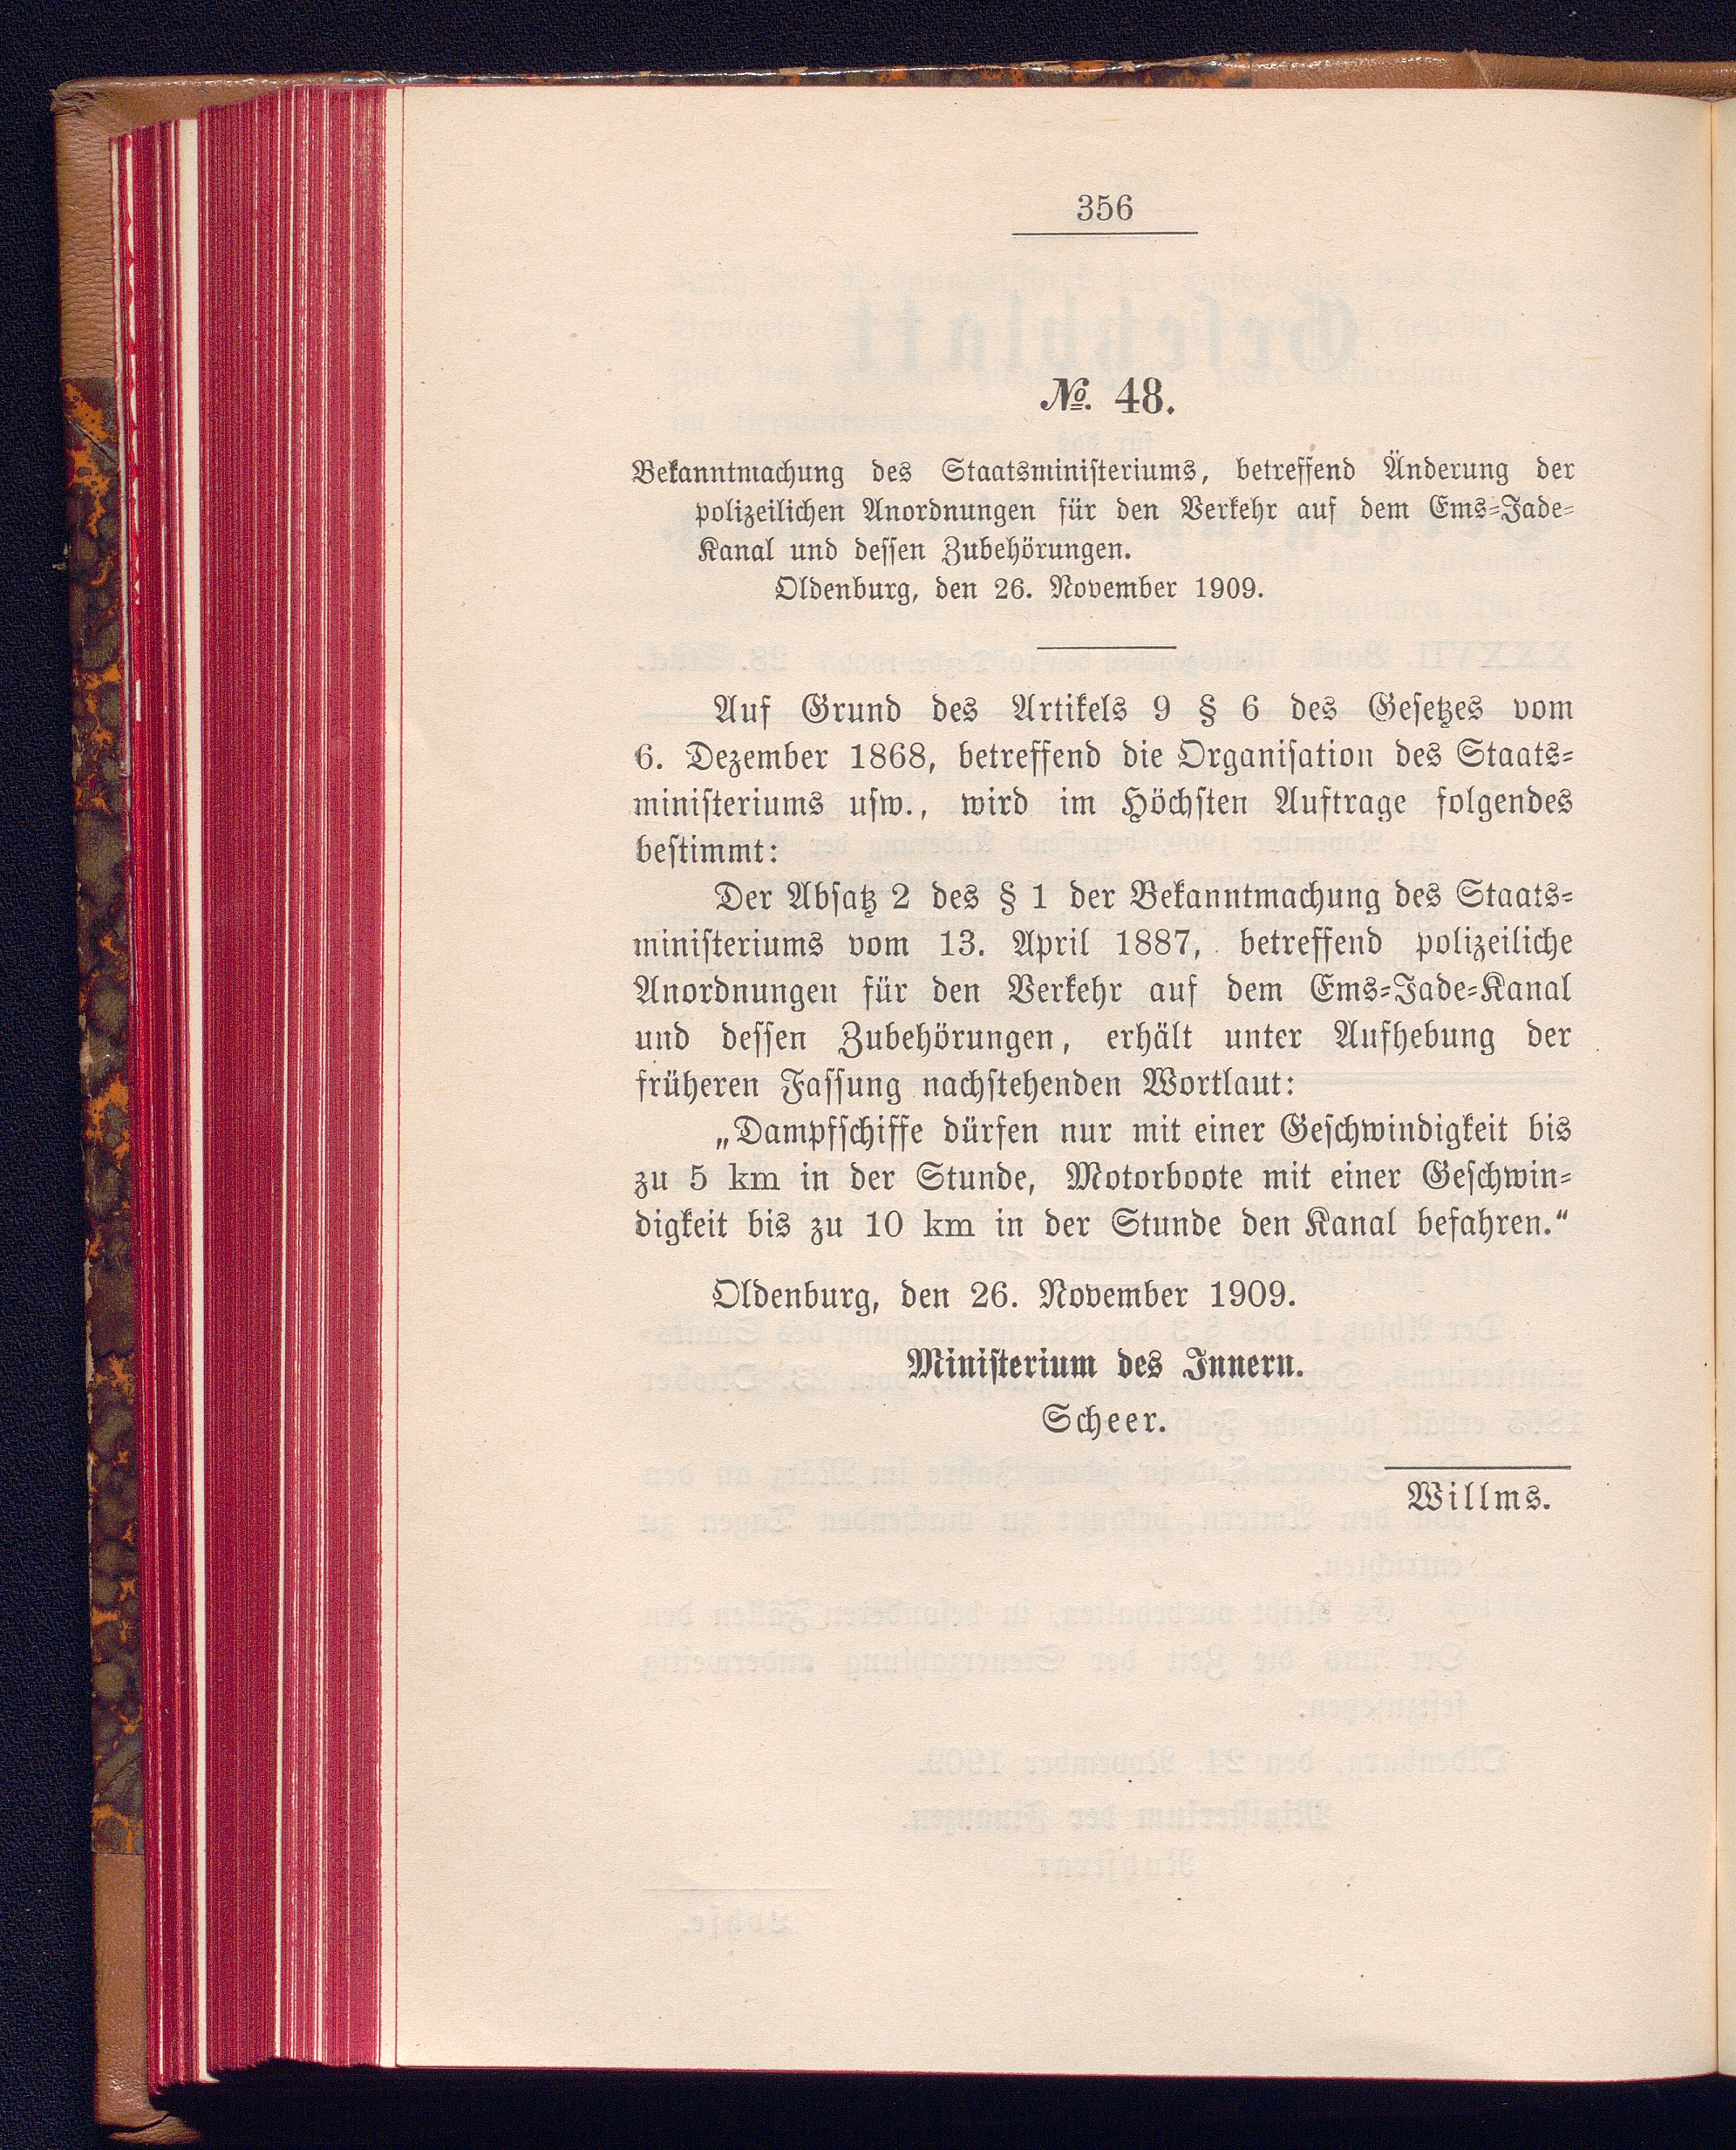 356
№. 48.
Bekanntmachung des Staatsministeriums, betreffend Änderung der
polizeilichen Anordnungen für den Verkehr auf dem Ems-Jade-
Kanal und dessen Zubehörungen.
Oldenburg, den 26. November 1909.
Auf Grund des Artikels 9 § 6 des Gesetzes vom
6. Dezember 1868, betreffend die Organisation des Staats-
ministeriums usw., wird im Höchsten Auftrage folgendes
bestimmt:
Der Absatz 2 des § 1 der Bekanntmachung des Staats-
ministeriums vom 13. April 1887, betreffend polizeiliche
Anordnungen für den Verkehr auf dem Ems-Jade-Kanal
und dessen Zubehörungen, erhält unter Aufhebung der
früheren Fassung nachstehenden Wortlaut:
„Dampfschiffe dürfen nur mit einer Geschwindigkeit bis
zu 5 km in der Stunde, Motorboote mit einer Geschwin-
digkeit bis zu 10 km in der Stunde den Kanal befahren.“
Oldenburg, den 26. November 1909.
Ministerium des Innern.
Scheer.
Willms.